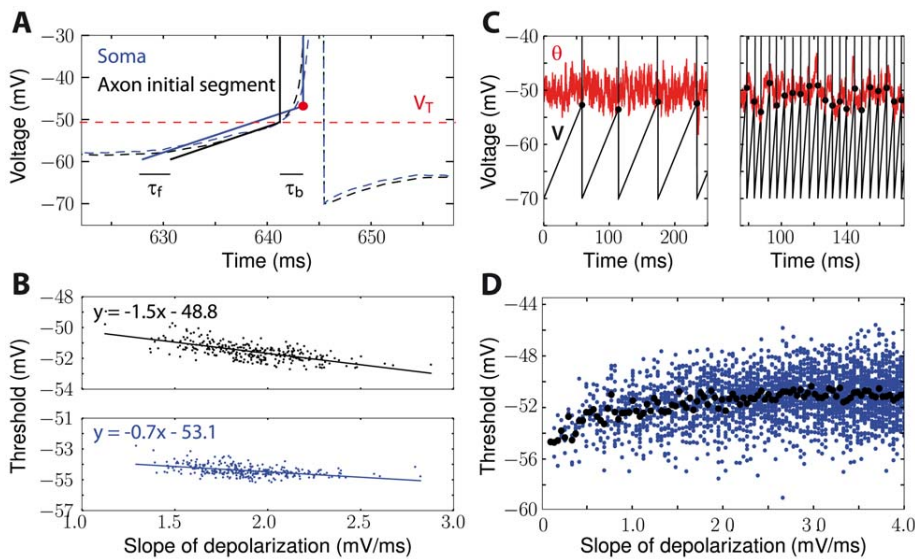 A
Voltage (mV)
−30
−40
−50
−60
−70
Soma
Axon initial segment
V_T
τ_f
τ_b
630
640
650
Time (ms)
C
Voltage (mV)
−40
−50
−60
−70
θ
V
0
100
200
80
140
Time (ms)
Time (ms)
B
Threshold (mV)
−48
−50
−52
−54
y = -1.5x - 48.8
−51
−53
−55
−57
y = -0.7x - 53.1
1.0
1.5
2.0
2.5
3.0
Slope of depolarization (mV/ms)
D
Threshold (mV)
−44
−48
−52
−56
−60
0
1 0
2 0
3 0
4.0
Slope of depolarization (mV/ms)